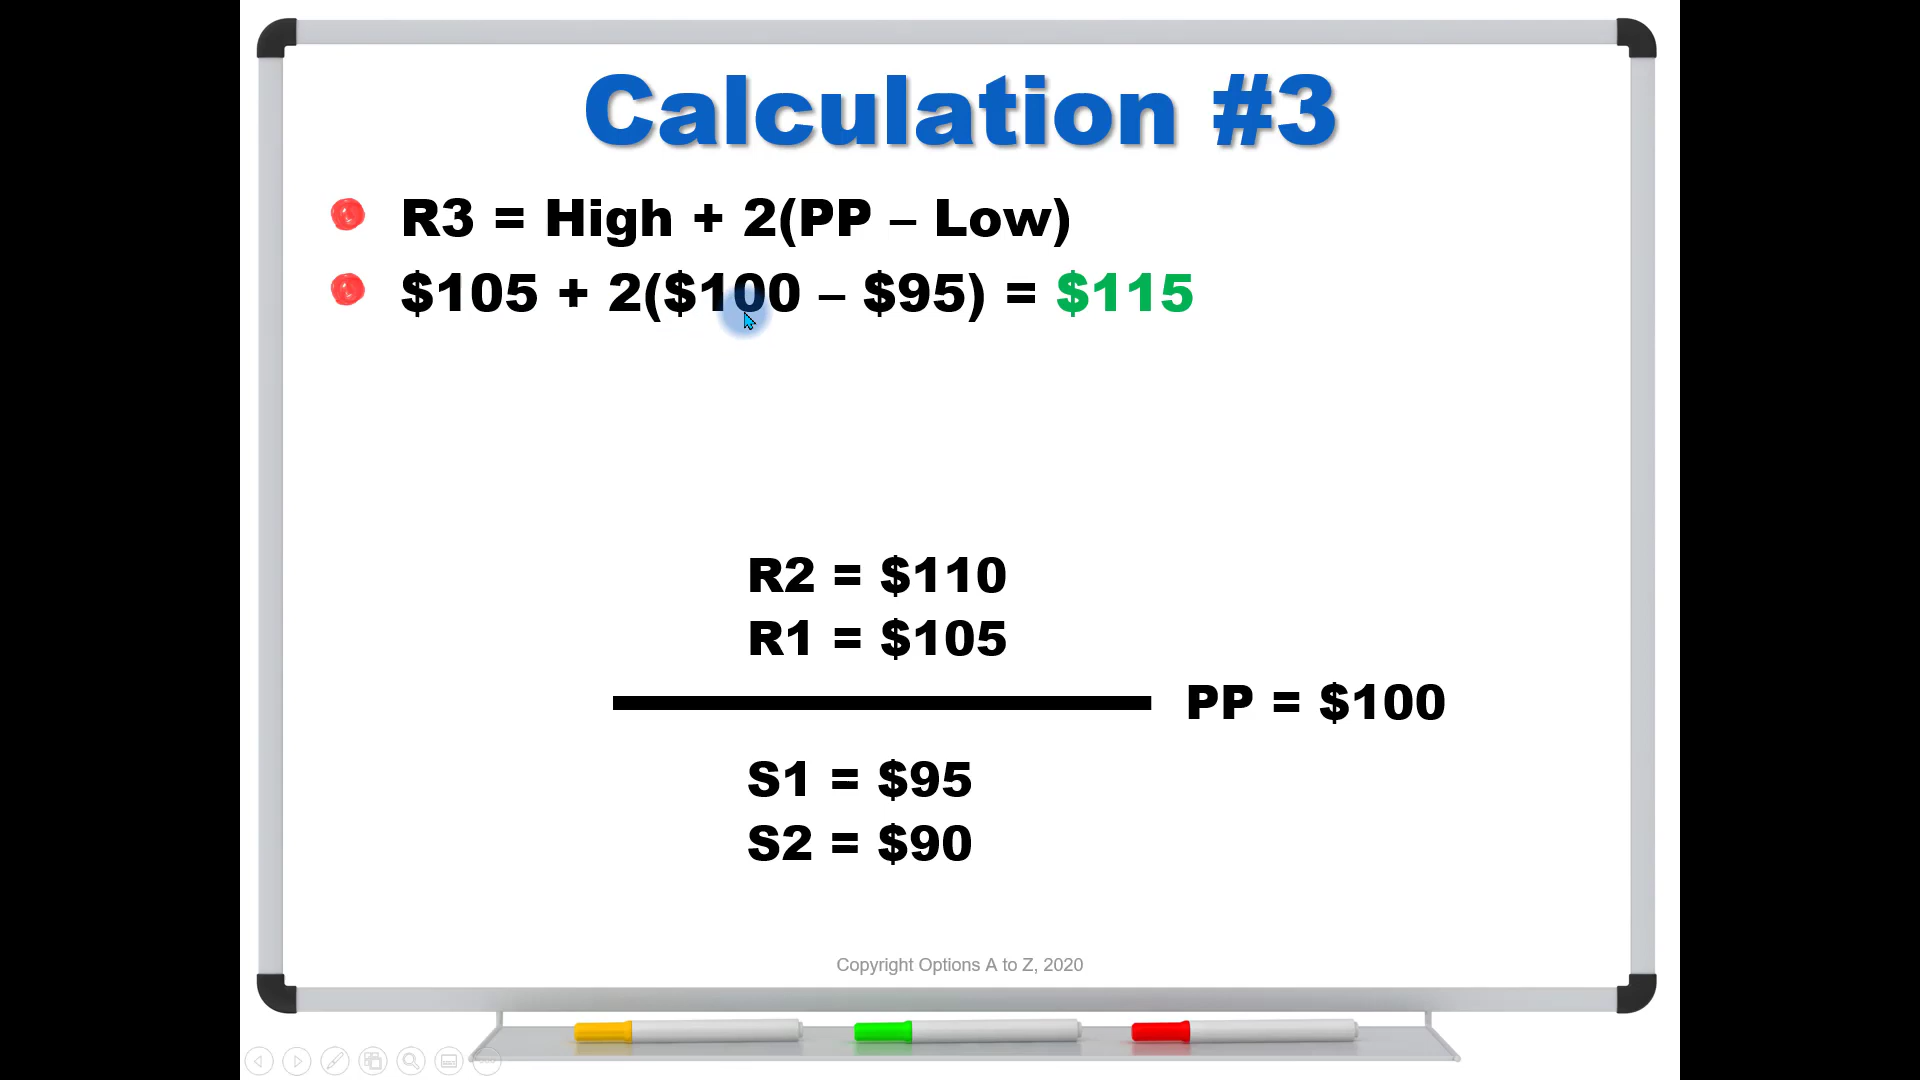 Calculation #3
R3 = High + 2(PP – Low)
$105 + 2($100 – $95) = $115
R2 = $110
R1 = $105
PP = $100
S1 = $95
S2 = $90
Copyright Options A to Z, 2020